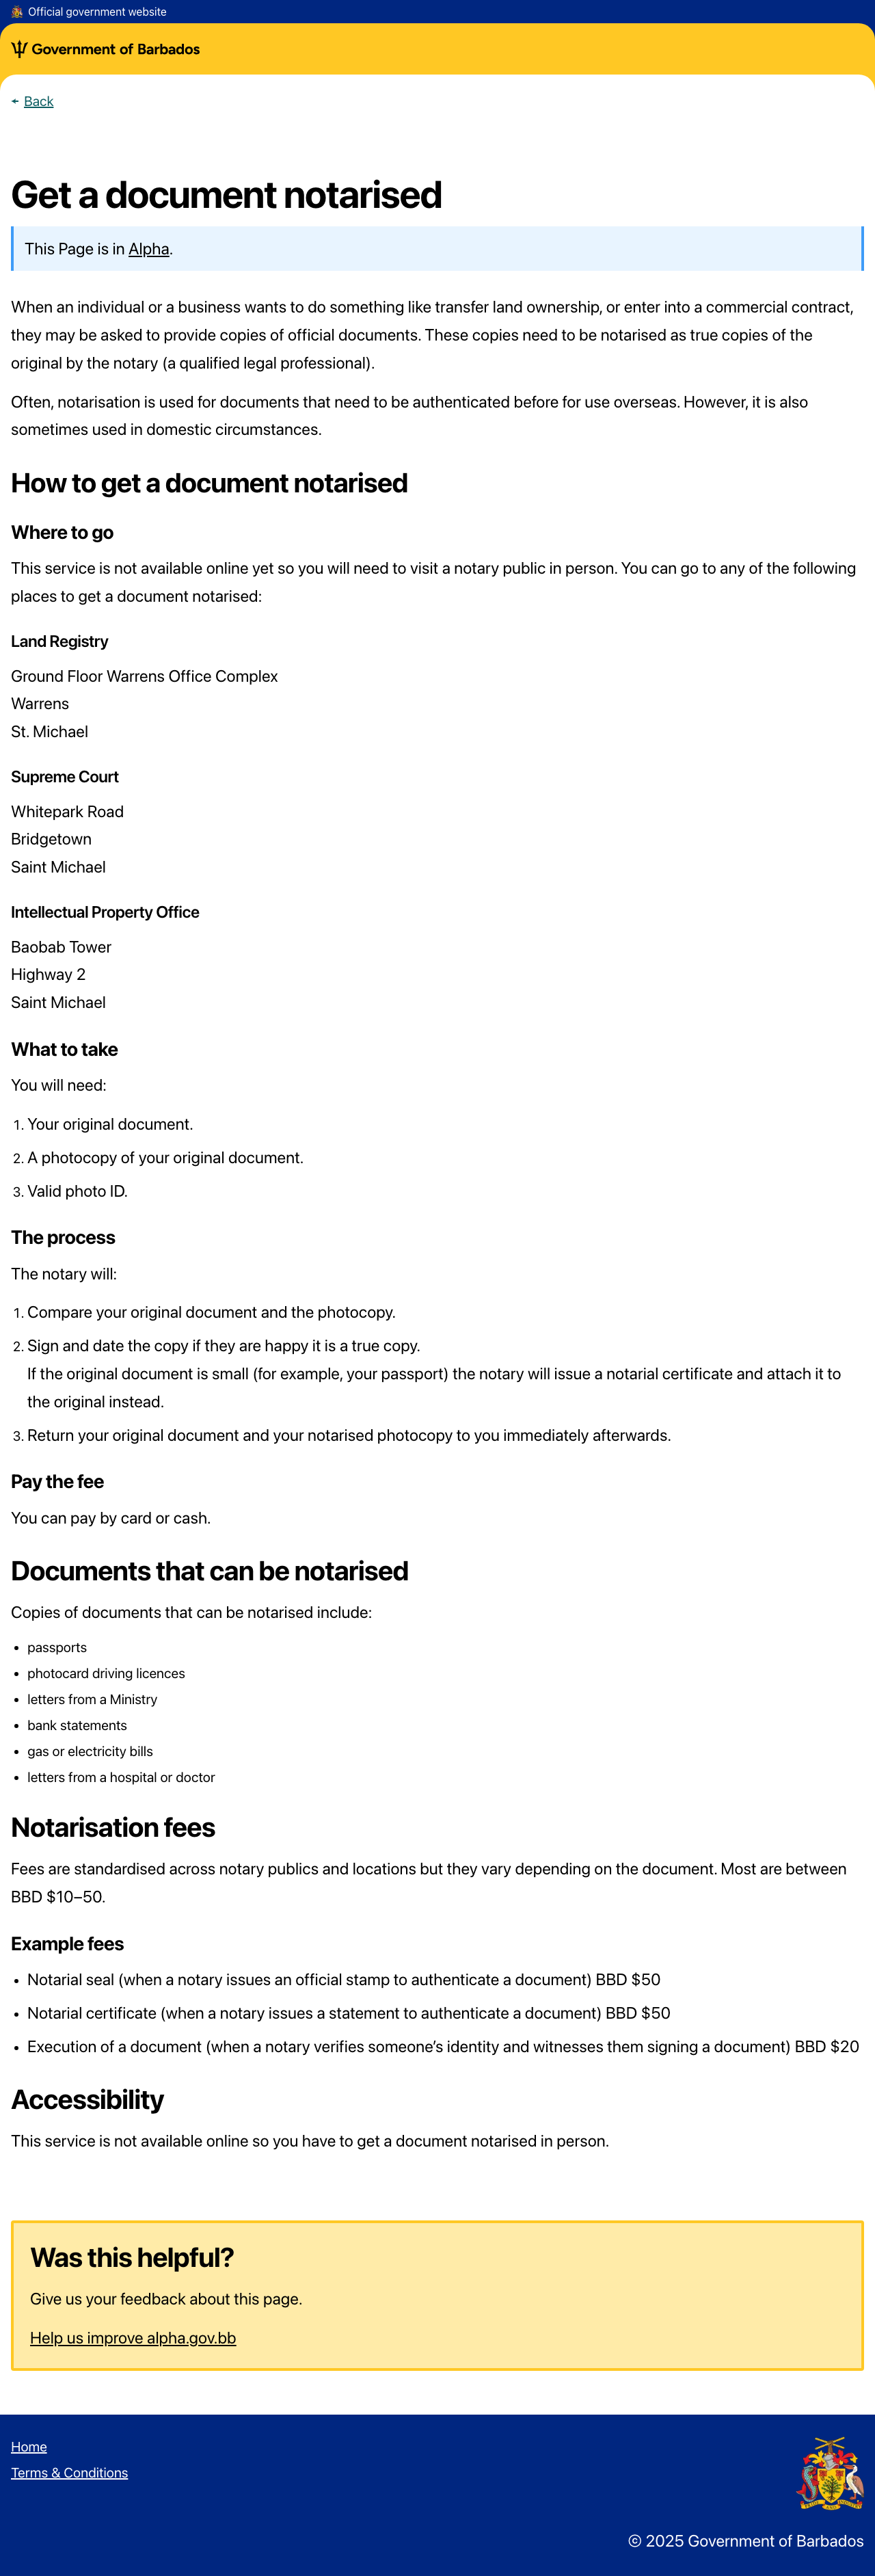 Official government website
Government of Barbados
Back
Get a document notarised
This Page is in Alpha.
When an individual or a business wants to do something like transfer land ownership, or enter into a commercial contract,
they may be asked to provide copies of official documents. These copies need to be notarised as true copies of the
original by the notary (a qualified legal professional).
Often, notarisation is used for documents that need to be authenticated before for use overseas. However, it is also
sometimes used in domestic circumstances.
How to get a document notarised
Where to go
This service is not available online yet so you will need to visit a notary public in person. You can go to any of the following
places to get a document notarised:
Land Registry
Ground Floor Warrens Office Complex
Warrens
St. Michael
Supreme Court
Whitepark Road
Bridgetown
Saint Michael
Intellectual Property Office
Baobab Tower
Highway 2
Saint Michael
What to take
You will need:
1. Your original document.
2. A photocopy of your original document.
3. Valid photo ID.
The process
The notary will:
1. Compare your original document and the photocopy.
2. Sign and date the copy if they are happy it is a true copy.
If the original document is small (for example, your passport) the notary will issue a notarial certificate and attach it to
the original instead.
3. Return your original document and your notarised photocopy to you immediately afterwards.
Pay the fee
You can pay by card or cash.
Documents that can be notarised
Copies of documents that can be notarised include:
• passports
• photocard driving licences
• letters from a Ministry
• bank statements
• gas or electricity bills
• letters from a hospital or doctor
Notarisation fees
Fees are standardised across notary publics and locations but they vary depending on the document. Most are between
BBD $10–50.
Example fees
• Notarial seal (when a notary issues an official stamp to authenticate a document) BBD $50
• Notarial certificate (when a notary issues a statement to authenticate a document) BBD $50
• Execution of a document (when a notary verifies someone’s identity and witnesses them signing a document) BBD $20
Accessibility
This service is not available online so you have to get a document notarised in person.
Was this helpful?
Give us your feedback about this page.
Help us improve alpha.gov.bb
Home
Terms & Conditions
© 2025 Government of Barbados